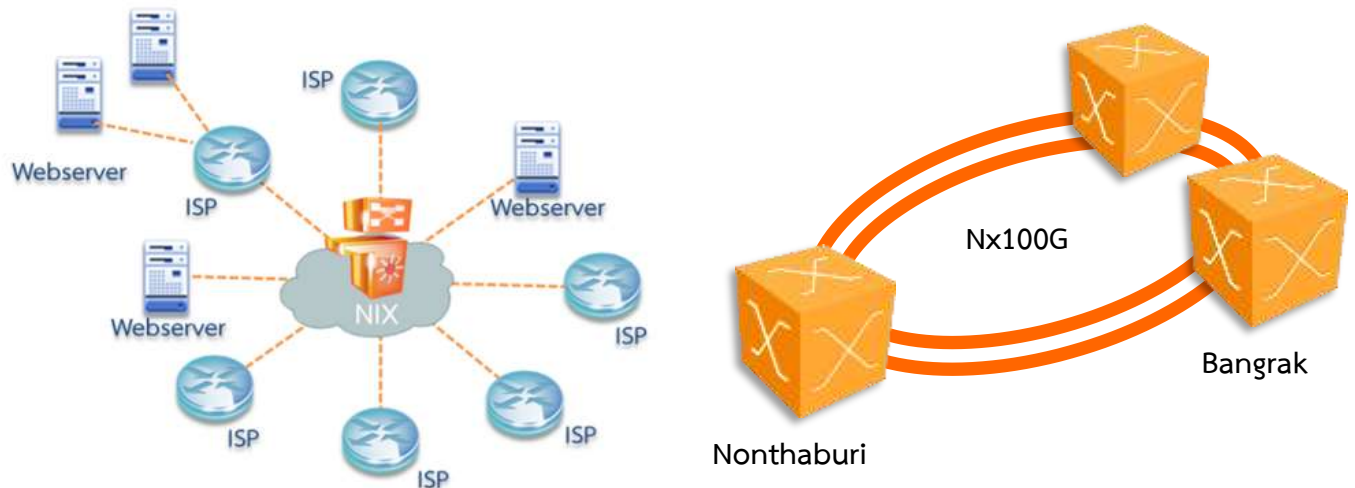 ISP
Webserver
ISP
Webserver
Webserver
NIX
ISP
ISP
ISP
ISP
Nx100G
Bangrak
Nonthaburi